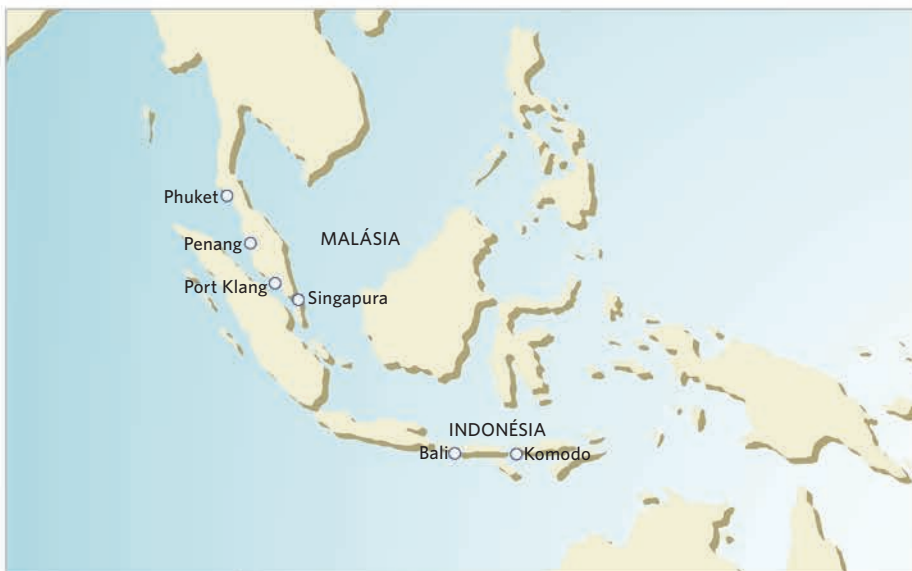 Phuket
Penang
MALÁSIA
Port Klang
Singapura
INDONÉSIA
Bali
Komodo